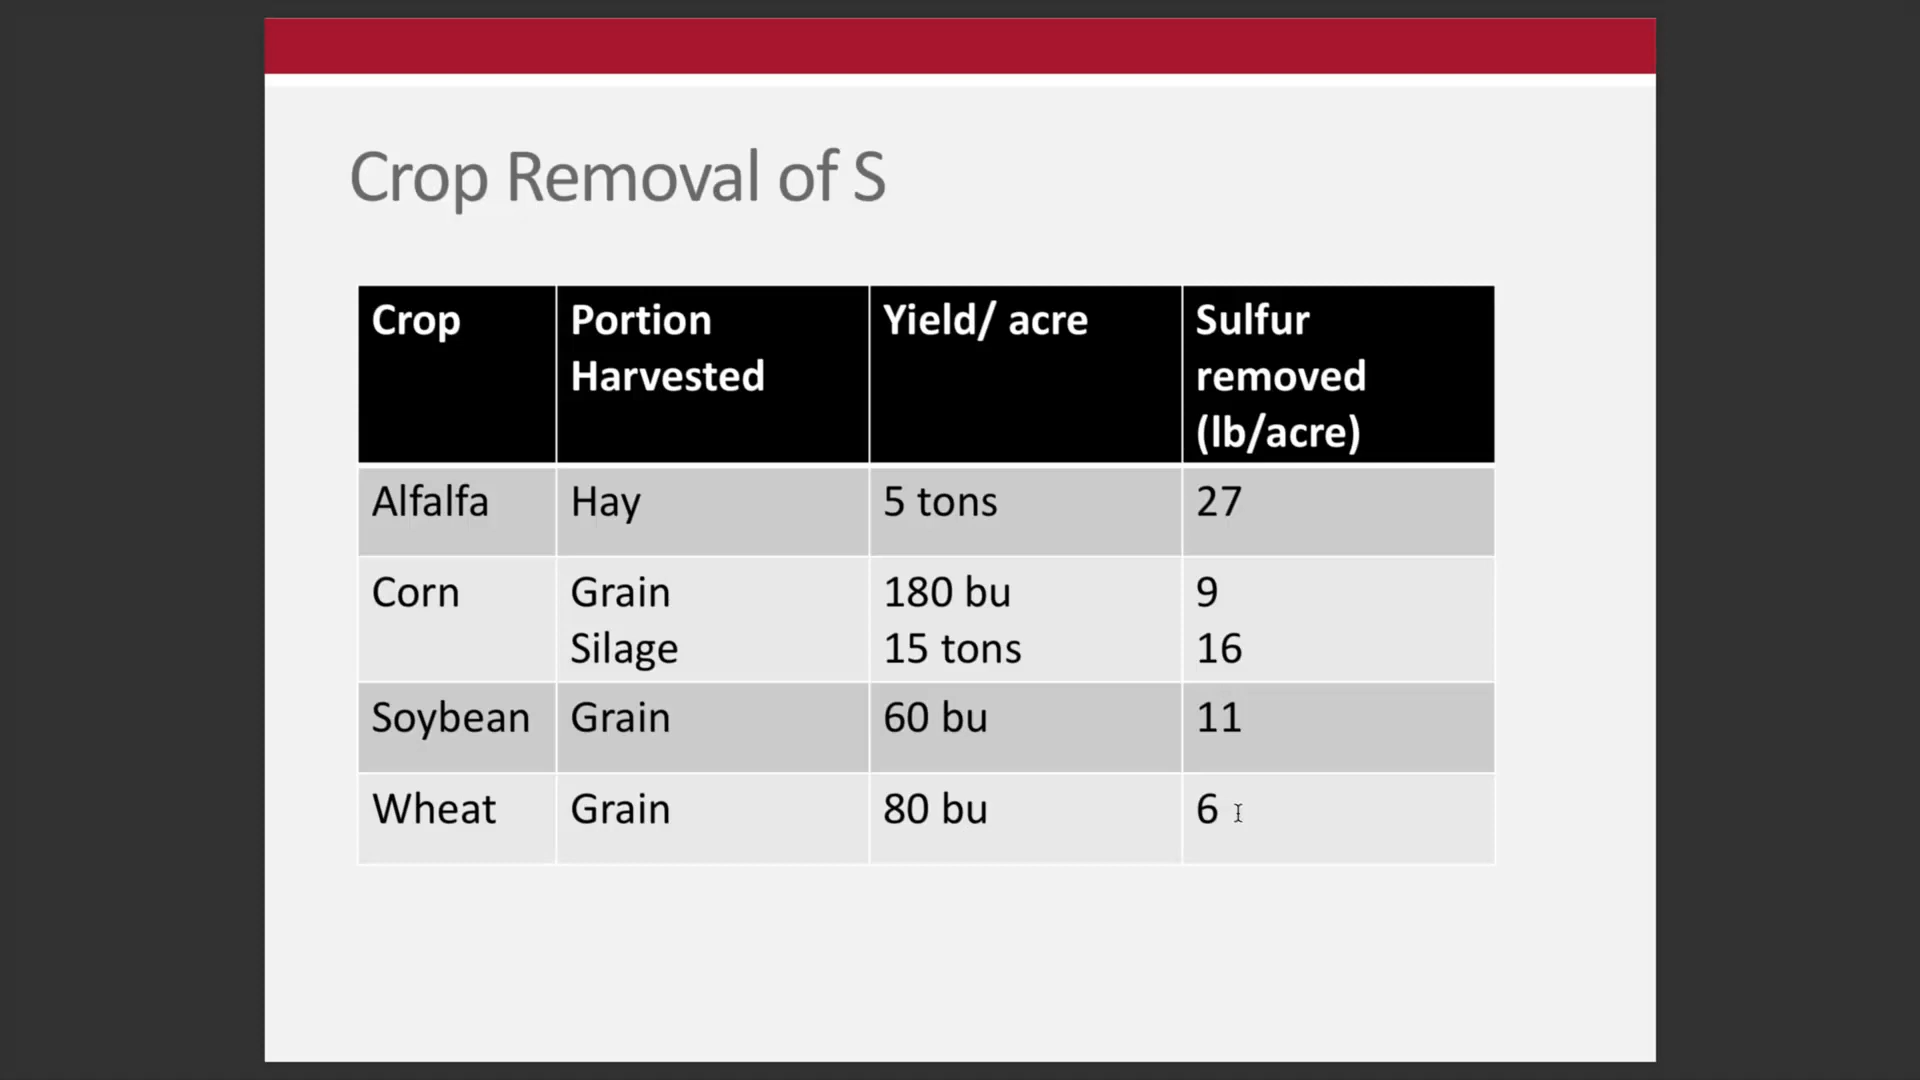 Crop Removal of S
Crop
Portion Harvested
Yield/ acre
Sulfur removed (lb/acre)
Alfalfa
Hay
5 tons
27
Corn
Grain
180 bu
9
Silage
15 tons
16
Soybean
Grain
60 bu
11
Wheat
Grain
80 bu
6